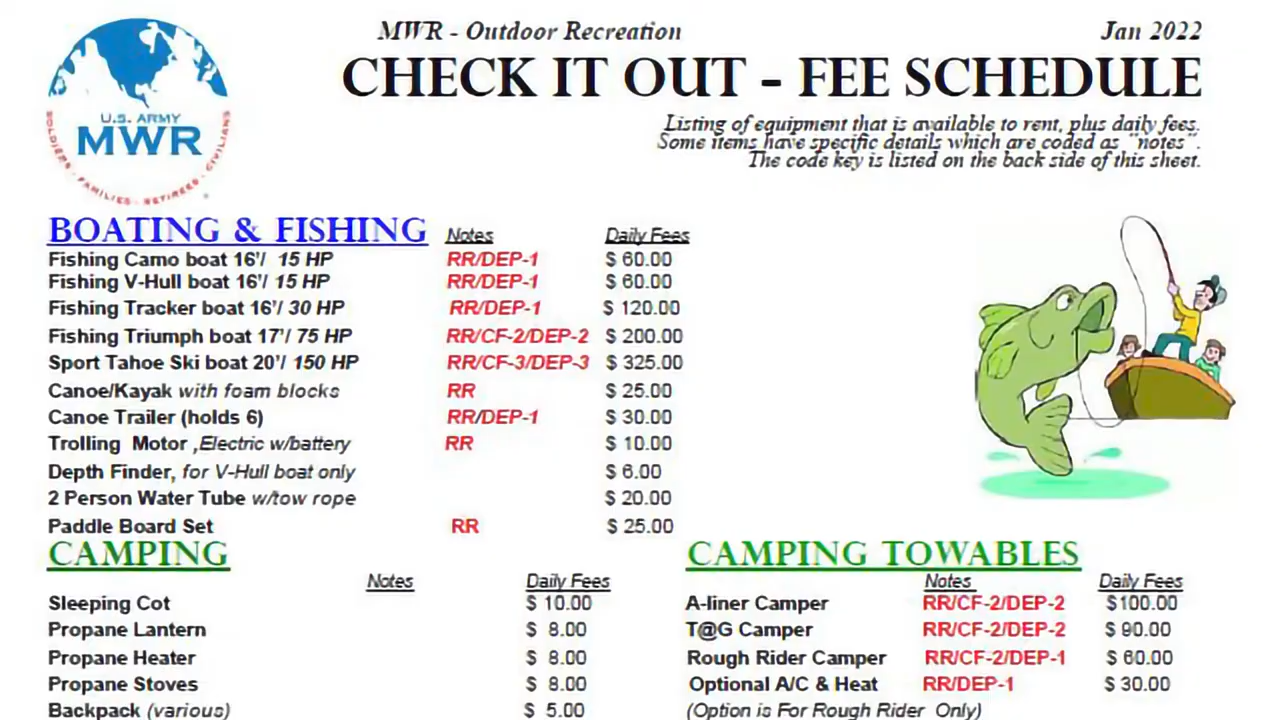 MWR - Outdoor Recreation Jan 2022
CHECK IT OUT - FEE SCHEDULE
Listing of equipment that is available to rent, plus daily fees.
Some items have specific details which are coded as "notes".
The code key is listed on the back side of this sheet.
U.S. ARMY
MWR
SOLDIERS · FAMILIES · RETIREES · CIVILIANS
BOATING & FISHING Notes Daily Fees
Fishing Camo boat 16'/ 15 HP RR/DEP-1 $ 60.00
Fishing V-Hull boat 16'/ 15 HP RR/DEP-1 $ 60.00
Fishing Tracker boat 16'/ 30 HP RR/DEP-1 $ 120.00
Fishing Triumph boat 17'/ 75 HP RR/CF-2/DEP-2 $ 200.00
Sport Tahoe Ski boat 20'/ 150 HP RR/CF-3/DEP-3 $ 325.00
Canoe/Kayak with foam blocks RR $ 25.00
Canoe Trailer (holds 6) RR/DEP-1 $ 30.00
Trolling Motor ,Electric w/battery RR $ 10.00
Depth Finder, for V-Hull boat only $ 6.00
2 Person Water Tube w/tow rope $ 20.00
Paddle Board Set RR $ 25.00
CAMPING
Notes Daily Fees
Sleeping Cot $ 10.00
Propane Lantern $ 8.00
Propane Heater $ 8.00
Propane Stoves $ 8.00
Backpack (various) $ 5.00
CAMPING TOWABLES
Notes Daily Fees
A-liner Camper RR/CF-2/DEP-2 $100.00
T@G Camper RR/CF-2/DEP-2 $ 90.00
Rough Rider Camper RR/CF-2/DEP-1 $ 60.00
Optional A/C & Heat RR/DEP-1 $ 30.00
(Option is For Rough Rider Only)